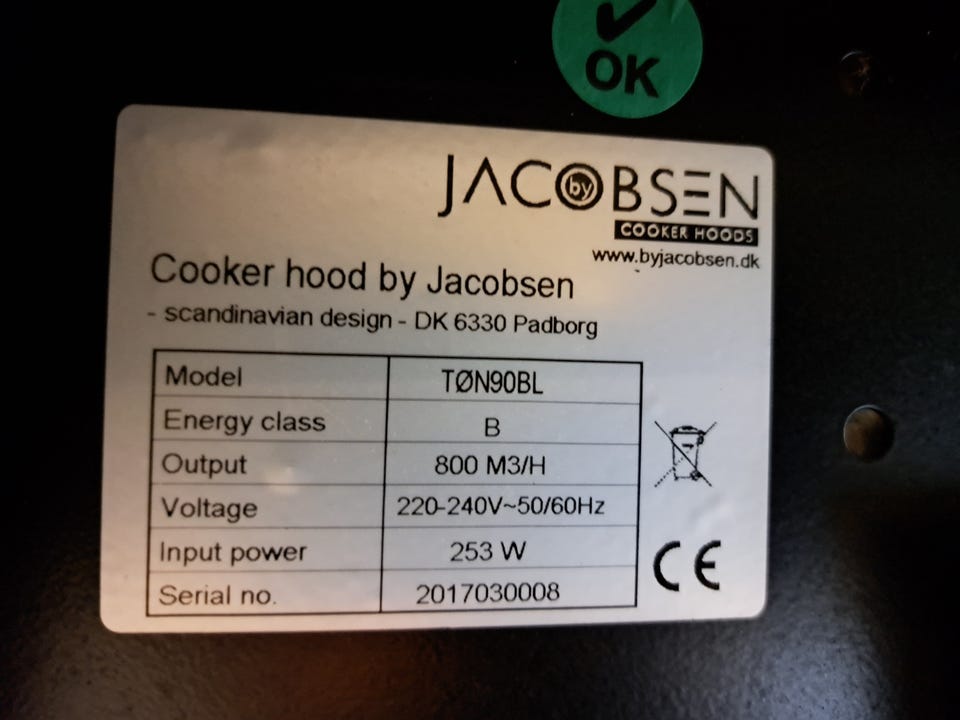 OK
JACOBSEN
by
COOKER HOODS
www.byjacobsen.dk
Cooker hood by Jacobsen
- scandinavian design - DK 6330 Padborg
Model TØN90BL
Energy class B
Output 800 M3/H
Voltage 220-240V~50/60Hz
Input power 253 W
Serial no. 2017030008
CE